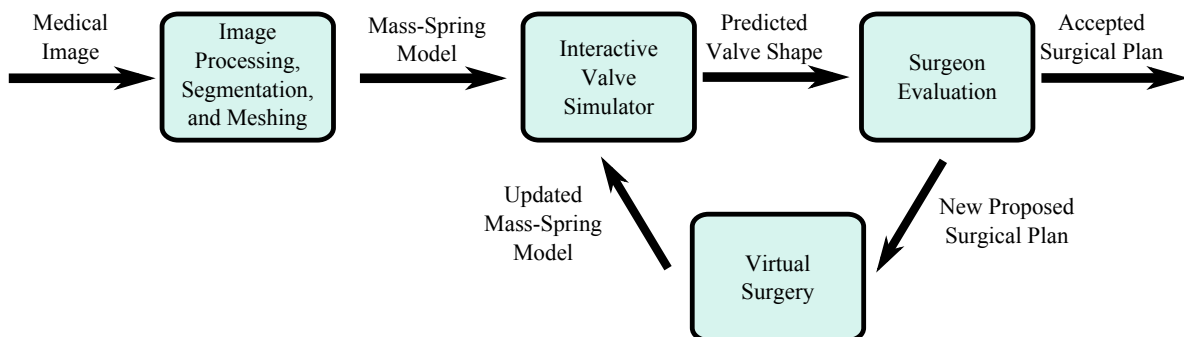 Medical
Image
Image
Processing,
Segmentation,
and Meshing
Mass-Spring
Model
Interactive
Valve
Simulator
Predicted
Valve Shape
Surgeon
Evaluation
Accepted
Surgical Plan
New Proposed
Surgical Plan
Virtual
Surgery
Updated
Mass-Spring
Model